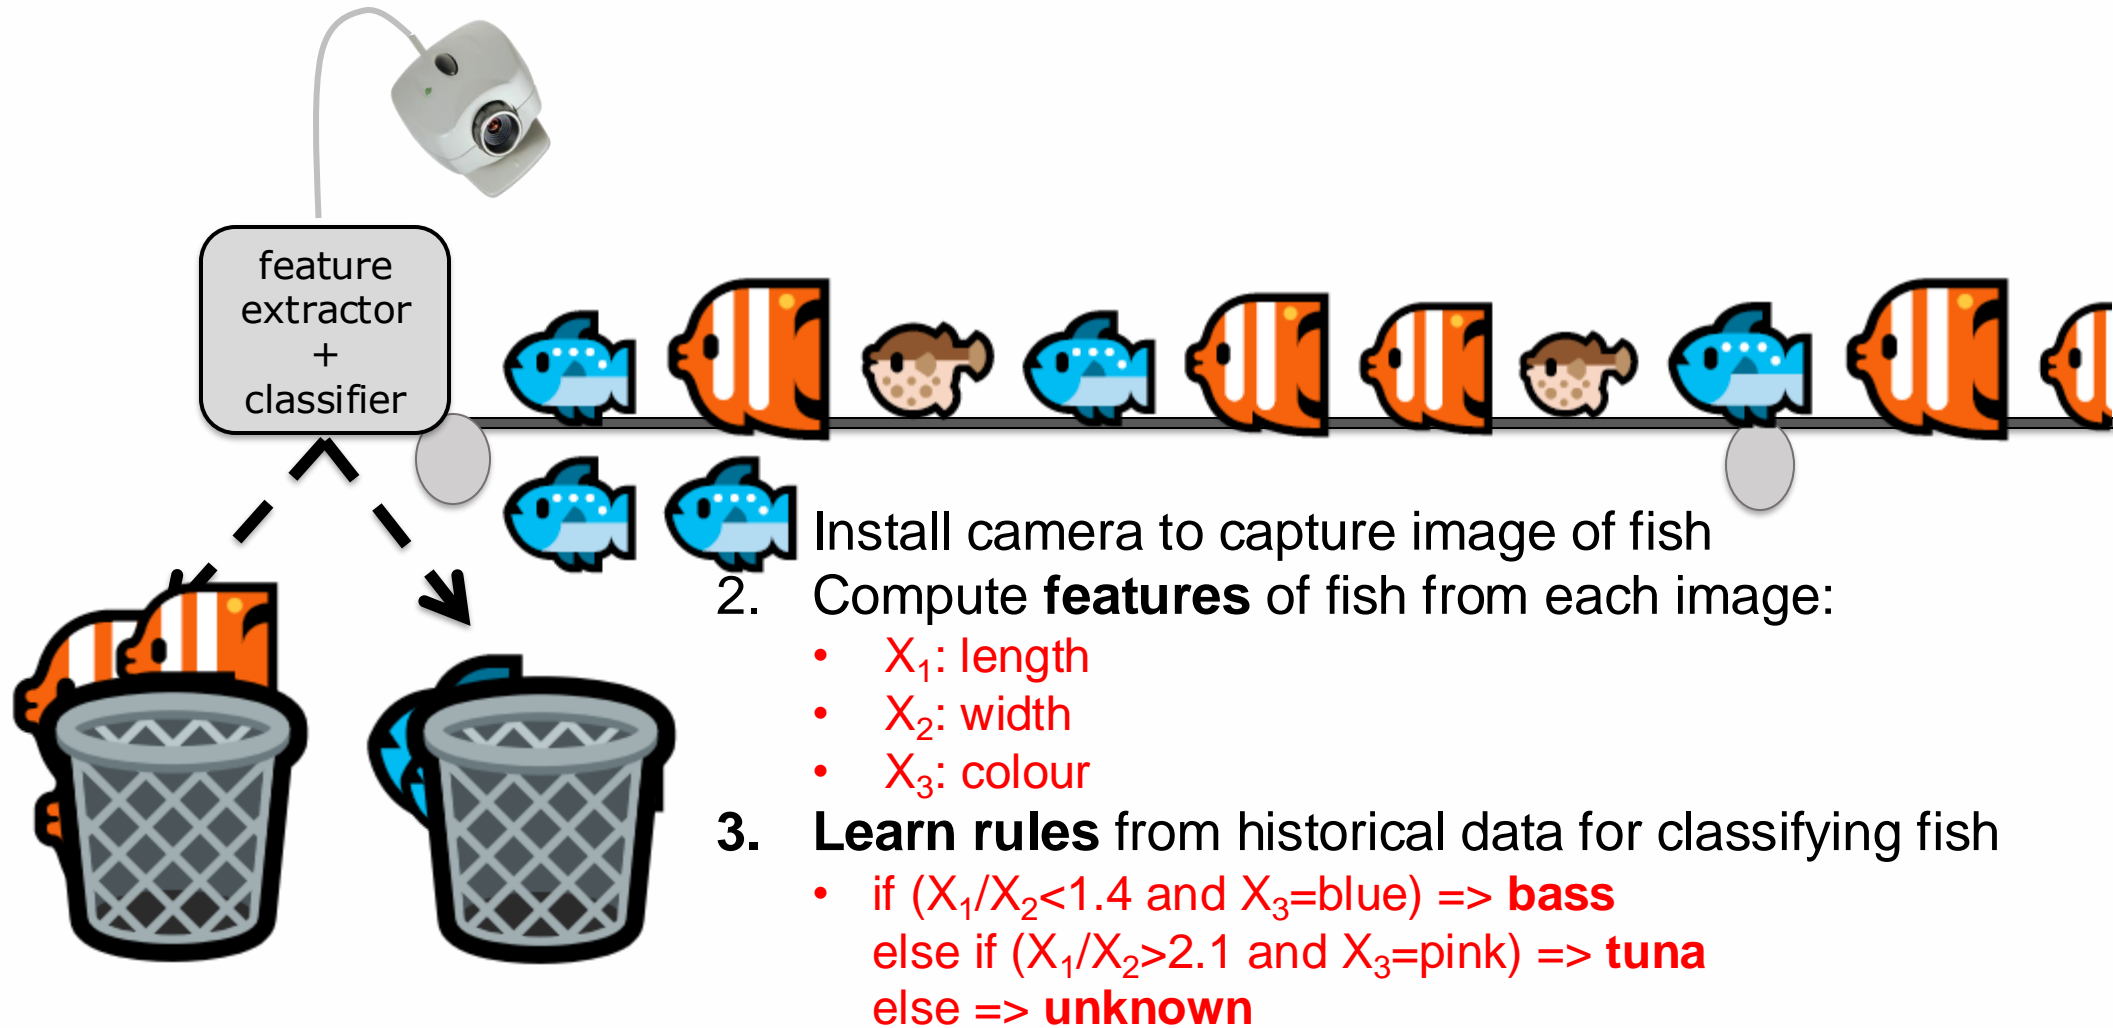 feature
extractor
+
classifier
Install camera to capture image of fish
2. Compute features of fish from each image:
• X₁: length
• X₂: width
• X₃: colour
3. Learn rules from historical data for classifying fish
• if (X₁/X₂<1.4 and X₃=blue) => bass
else if (X₁/X₂>2.1 and X₃=pink) => tuna
else => unknown